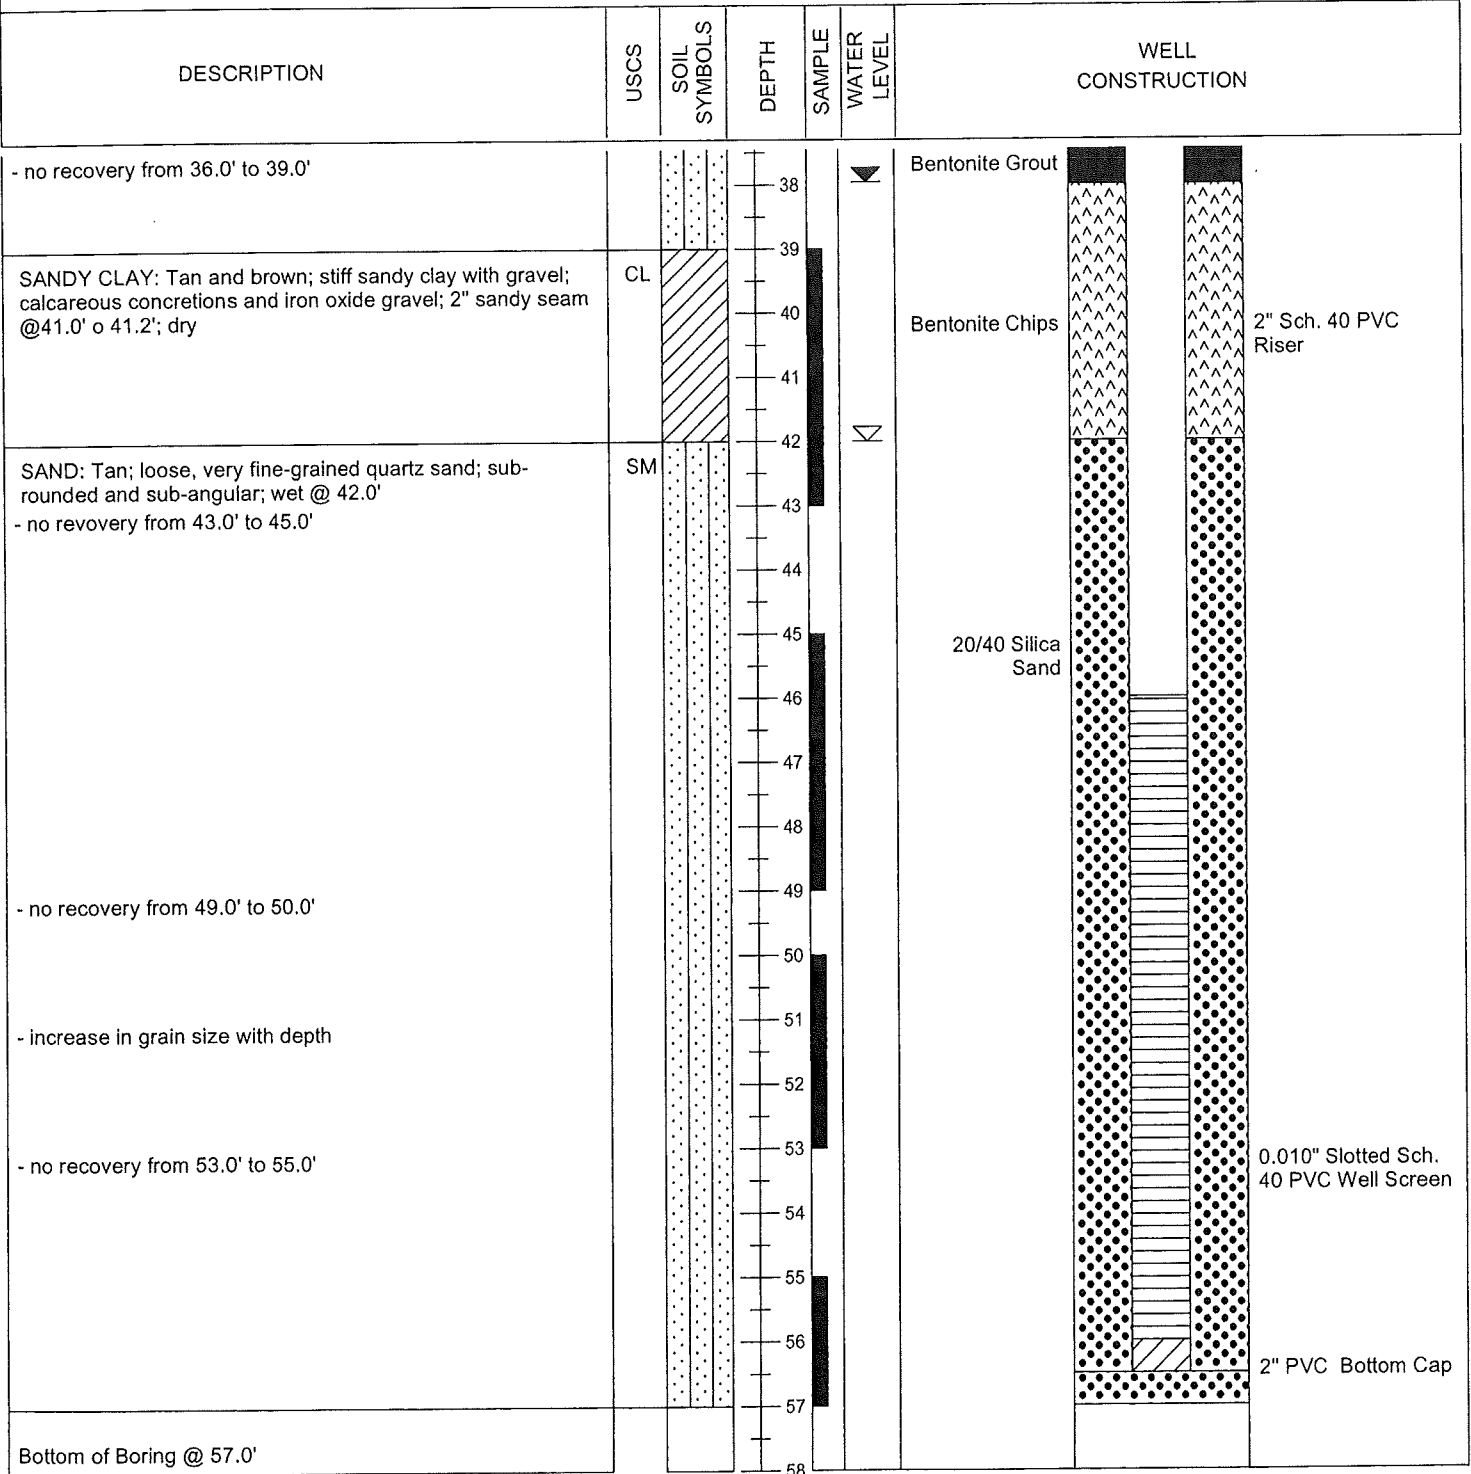 DESCRIPTION
USCS
SOIL
SYMBOLS
DEPTH
SAMPLE
WATER
LEVEL
WELL
CONSTRUCTION
- no recovery from 36.0' to 39.0'
SANDY CLAY: Tan and brown; stiff sandy clay with gravel;
calcareous concretions and iron oxide gravel; 2" sandy seam
@41.0' o 41.2'; dry
CL
SAND: Tan; loose, very fine-grained quartz sand; sub-
rounded and sub-angular; wet @ 42.0'
- no revovery from 43.0' to 45.0'
SM
- no recovery from 49.0' to 50.0'
- increase in grain size with depth
- no recovery from 53.0' to 55.0'
Bottom of Boring @ 57.0'
38
39
40
41
42
43
44
45
46
47
48
49
50
51
52
53
54
55
56
57
58
Bentonite Grout
Bentonite Chips
2" Sch. 40 PVC
Riser
20/40 Silica
Sand
0.010" Slotted Sch.
40 PVC Well Screen
2" PVC Bottom Cap